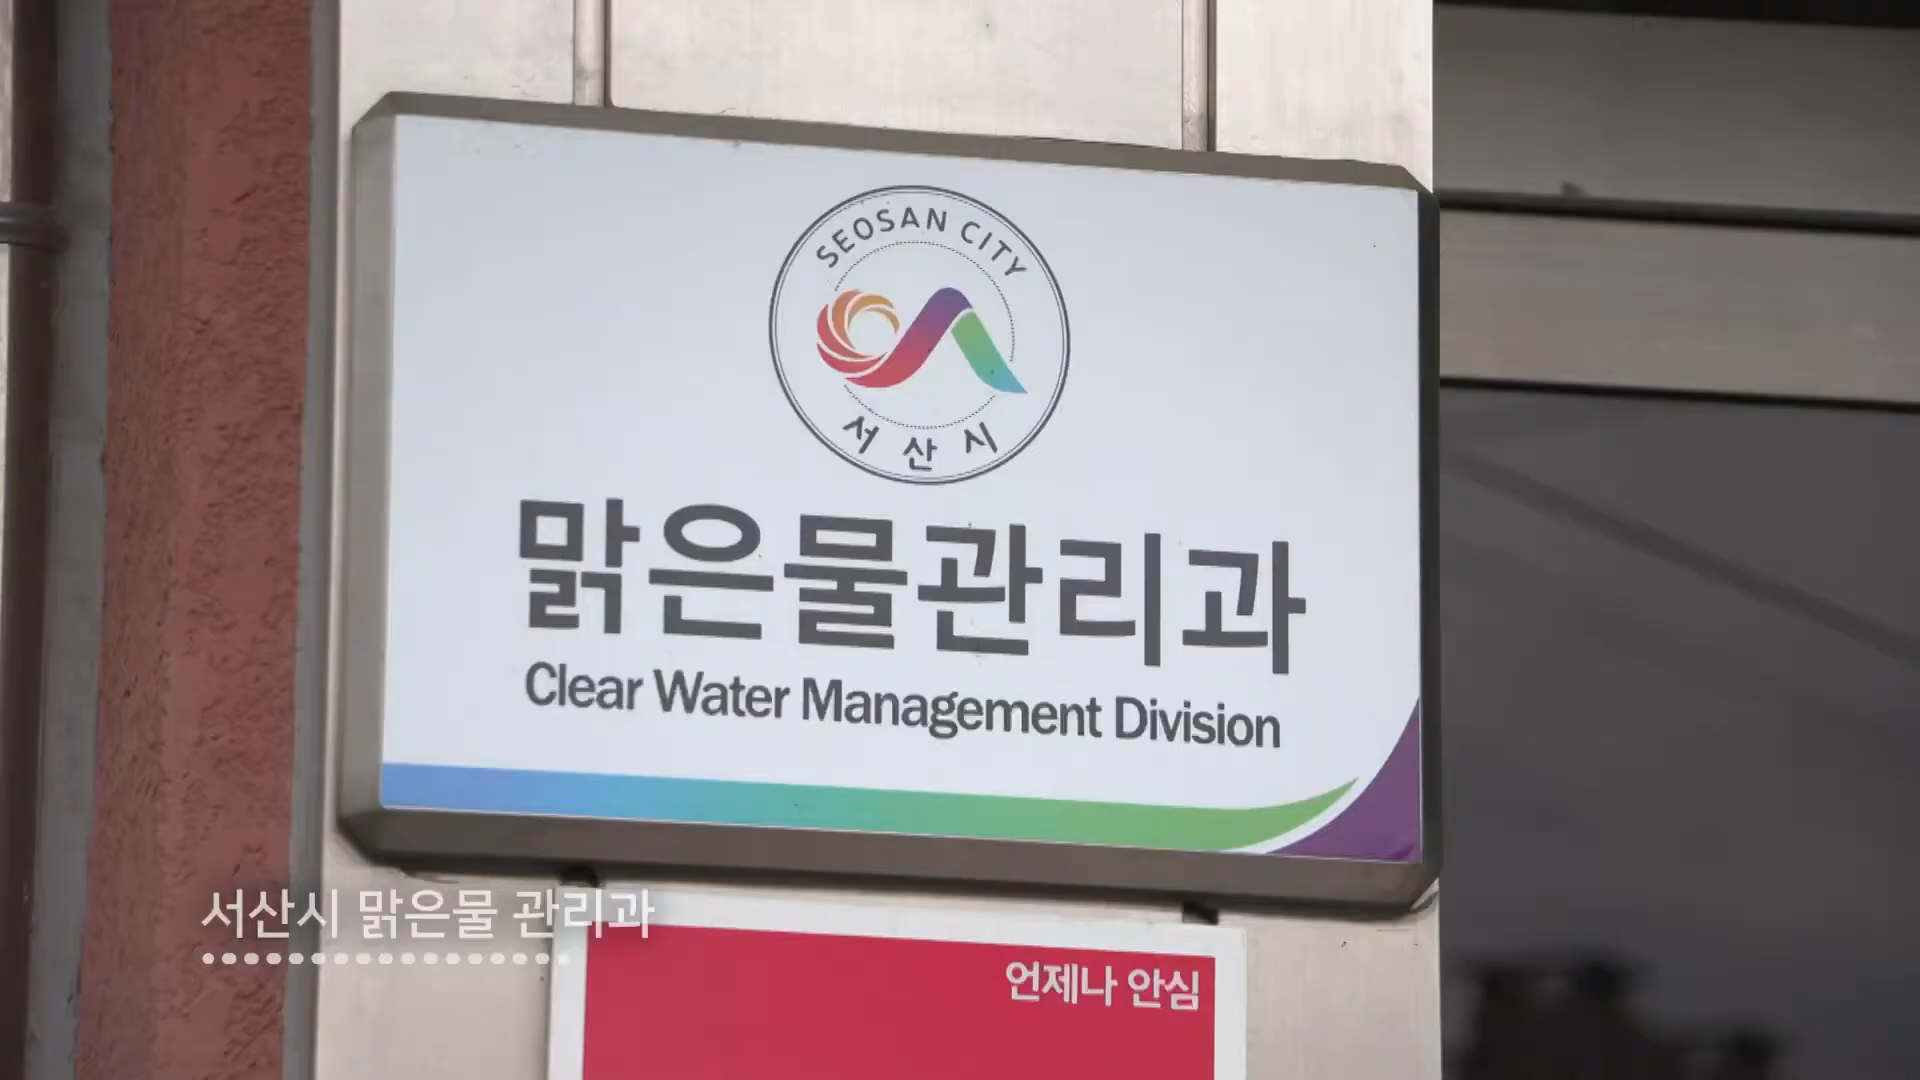 SEOSAN CITY
서산시
맑은물관리과
Clear Water Management Division
서산시 맑은물 관리과
언제나 안심